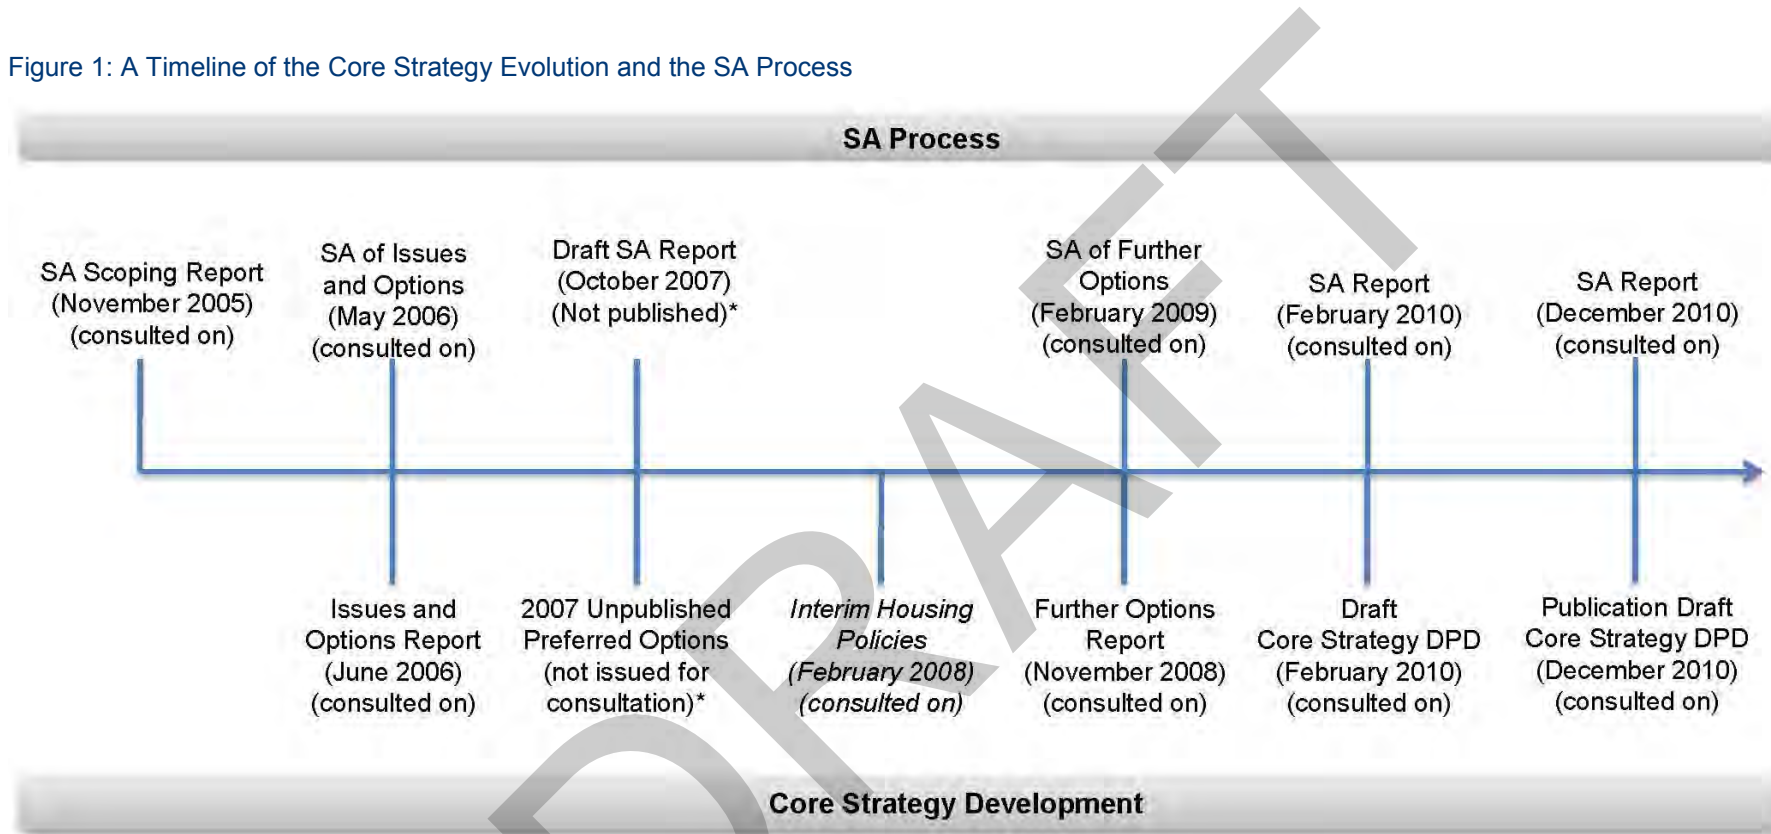 Figure 1: A Timeline of the Core Strategy Evolution and the SA Process
SA Process
SA Scoping Report
(November 2005)
(consulted on)
SA of Issues
and Options
(May 2006)
(consulted on)
Draft SA Report
(October 2007)
(Not published)*
SA of Further
Options
(February 2009)
(consulted on)
SA Report
(February 2010)
(consulted on)
SA Report
(December 2010)
(consulted on)
Issues and
Options Report
(June 2006)
(consulted on)
2007 Unpublished
Preferred Options
(not issued for
consultation)*
Interim Housing
Policies
(February 2008)
(consulted on)
Further Options
Report
(November 2008)
(consulted on)
Draft
Core Strategy DPD
(February 2010)
(consulted on)
Publication Draft
Core Strategy DPD
(December 2010)
(consulted on)
Core Strategy Development
DRAFT